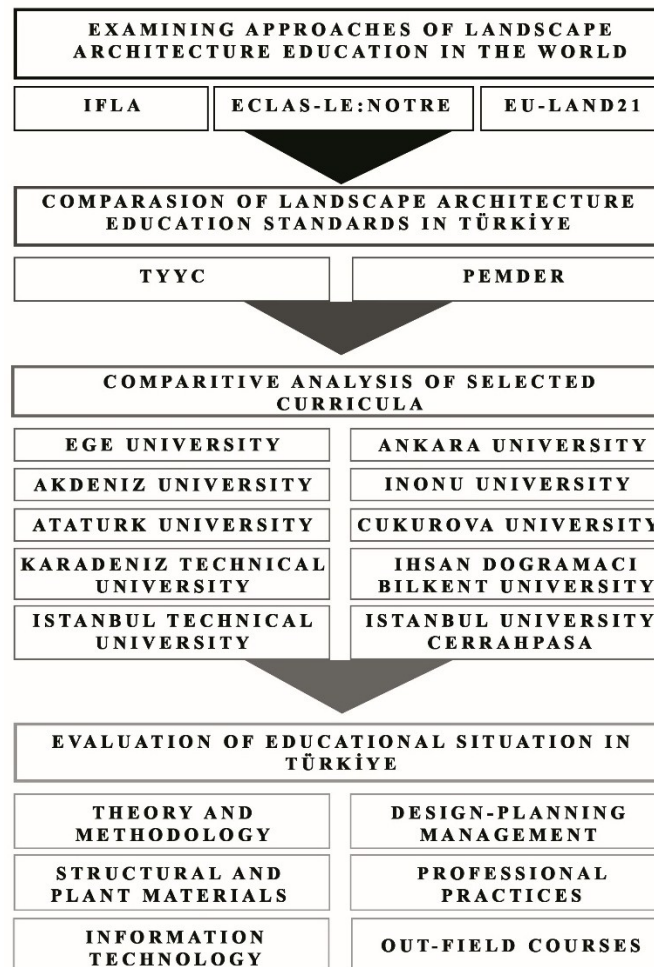 EXAMINING APPROACHES OF LANDSCAPE
ARCHITECTURE EDUCATION IN THE WORLD
IFLA
ECLAS-LE:NOTRE
EU-LAND21
COMPARASION OF LANDSCAPE ARCHITECTURE
EDUCATION STANDARDS IN TÜRKİYE
TYYC
PEMDER
COMPARITIVE ANALYSIS OF SELECTED
CURRICULA
EGE UNIVERSITY
ANKARA UNIVERSITY
AKDENIZ UNIVERSITY
INONU UNIVERSITY
ATATURK UNIVERSITY
CUKUROVA UNIVERSITY
KARADENIZ TECHNICAL
UNIVERSITY
IHSAN DOGRAMACI
BILKENT UNIVERSITY
ISTANBUL TECHNICAL
UNIVERSITY
ISTANBUL UNIVERSITY
CERRAHPASA
EVALUATION OF EDUCATIONAL SITUATION IN
TÜRKİYE
THEORY AND
METHODOLOGY
DESIGN-PLANNING
MANAGEMENT
STRUCTURAL AND
PLANT MATERIALS
PROFESSIONAL
PRACTICES
INFORMATION
TECHNOLOGY
OUT-FIELD COURSES